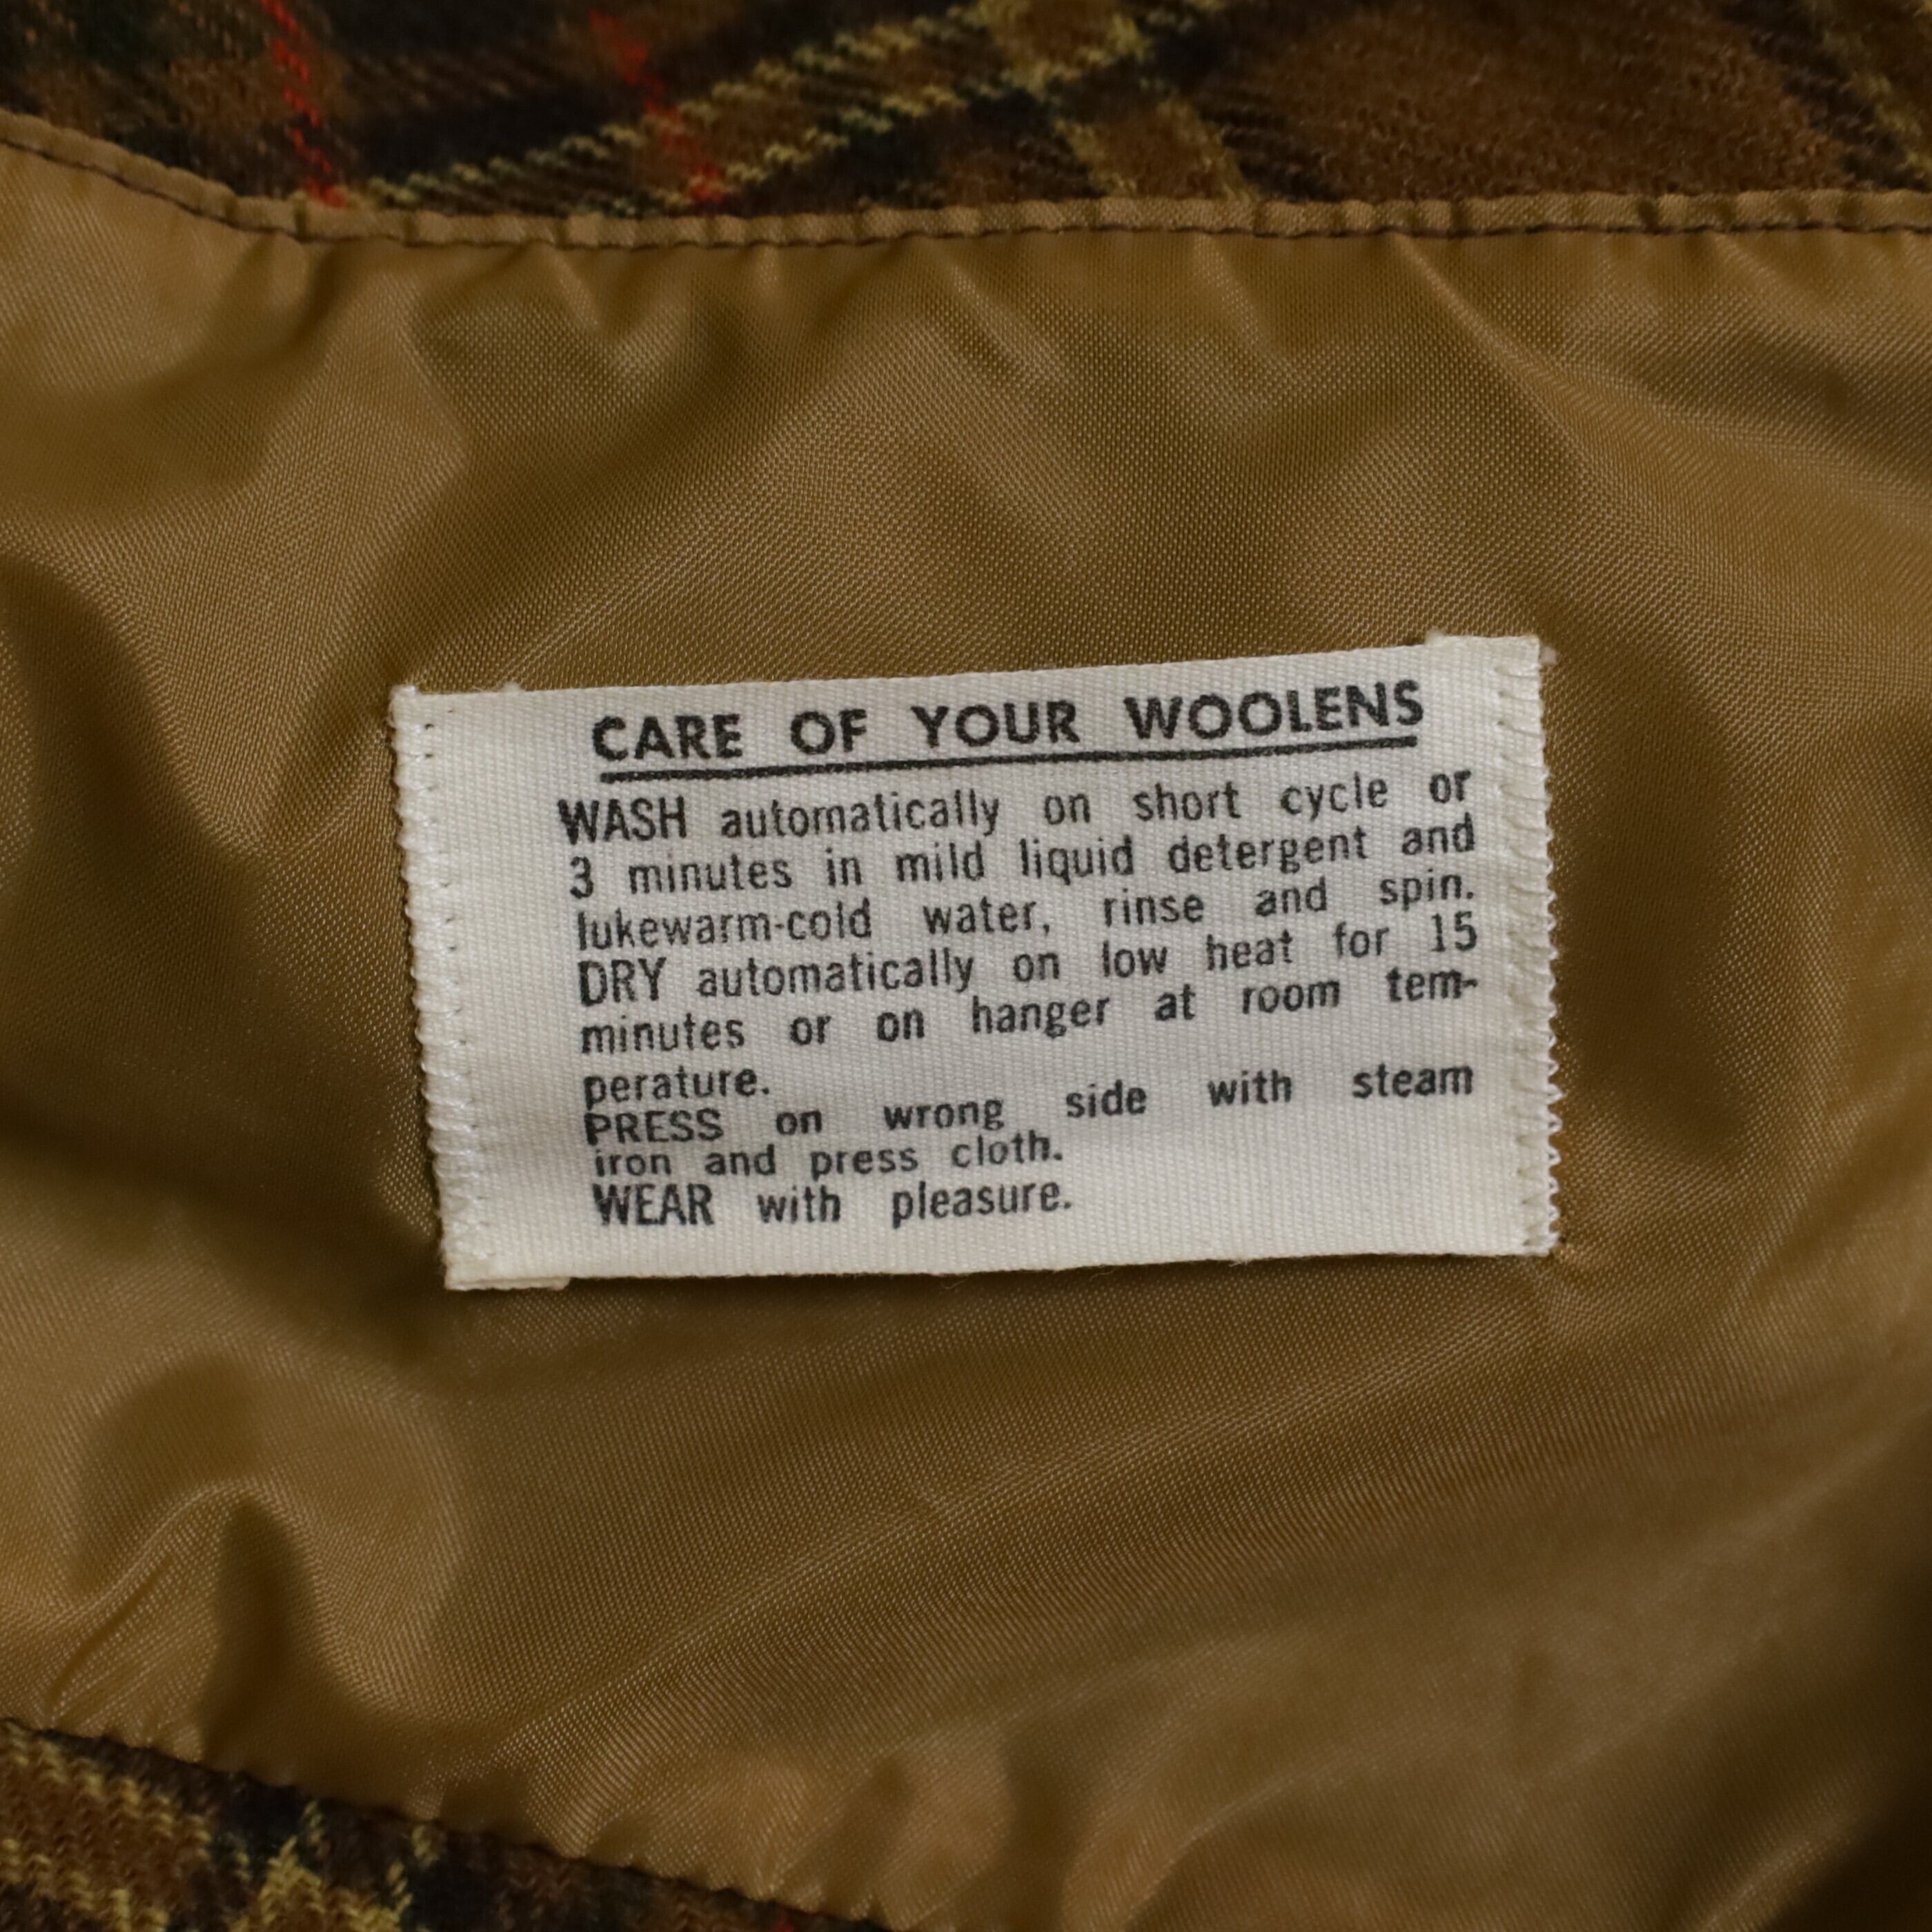 CARE OF YOUR WOOLENS
WASH automatically on short cycle or
3 minutes in mild liquid detergent and
lukewarm-cold water, rinse and spin.
DRY automatically on low heat for 15
minutes or on hanger at room tem-
perature.
PRESS on wrong side with steam
iron and press cloth.
WEAR with pleasure.